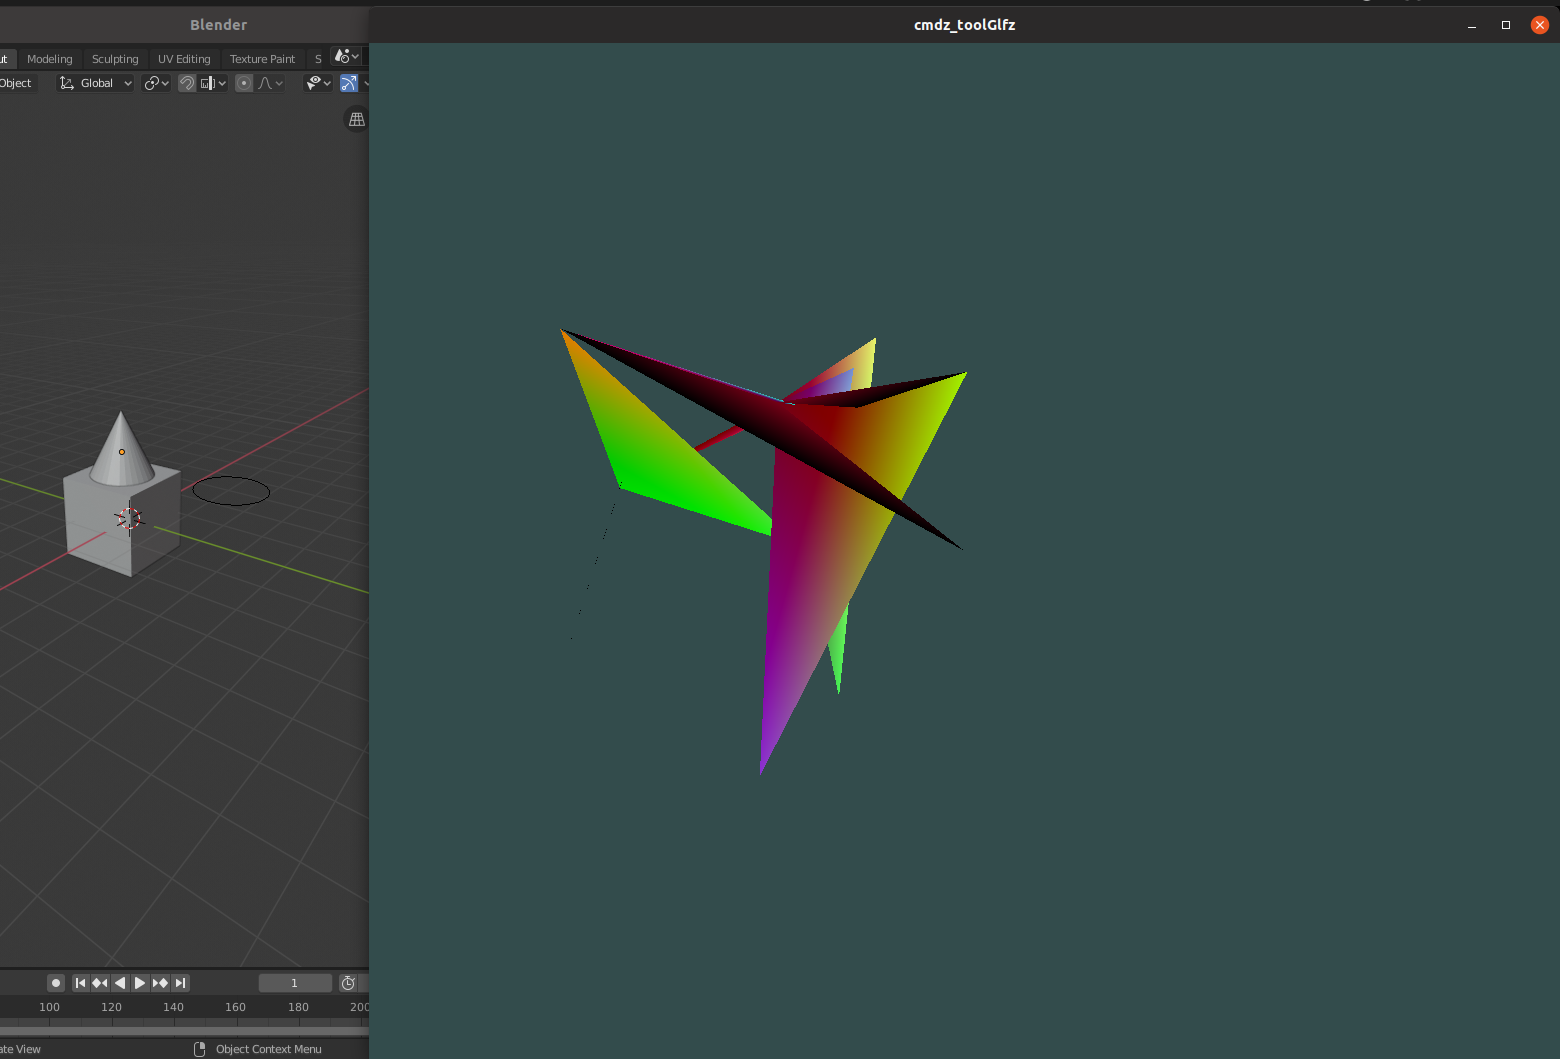 Blender
cmdz_toolGlfz
ut Modeling Sculpting UV Editing Texture Paint S
Object Global
1
100 120 140 160 180 200
ate View Object Context Menu